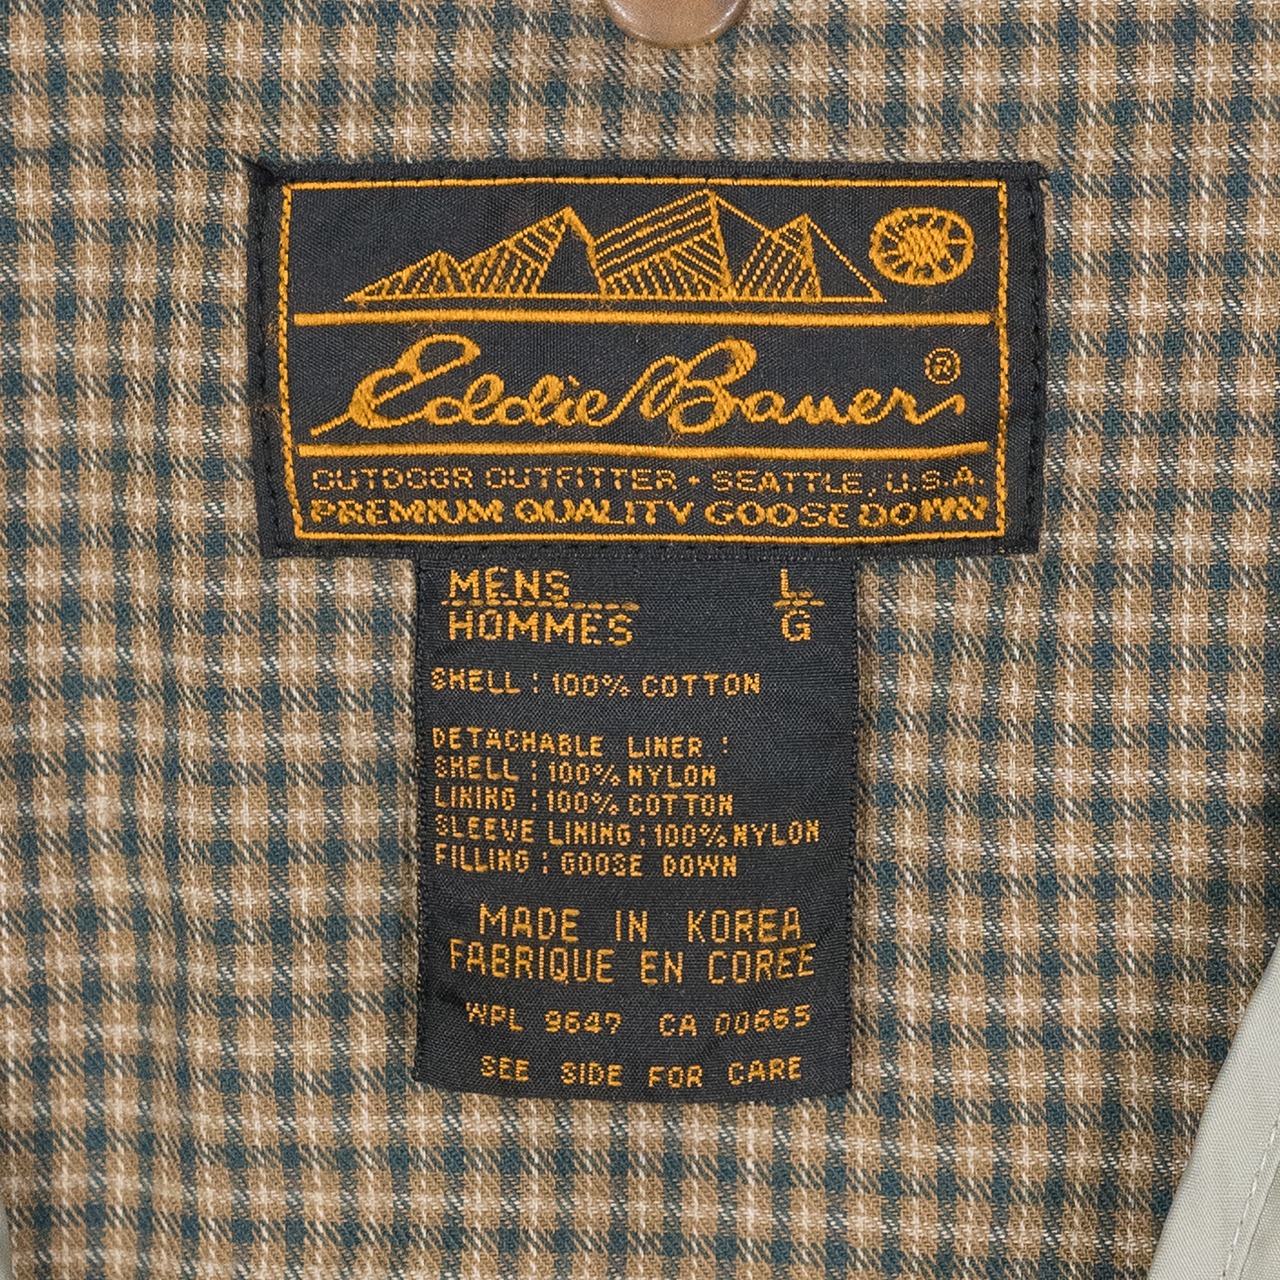 Eddie Bauer ®
OUTDOOR OUTFITTER • SEATTLE, U.S.A.
PREMIUM QUALITY GOOSE DOWN
MENS L.
HOMMES G
SHELL : 100% COTTON
DETACHABLE LINER :
SHELL : 100% NYLON
LINING : 100% COTTON
SLEEVE LINING : 100% NYLON
FILLING : GOOSE DOWN
MADE IN KOREA
FABRIQUE EN COREE
WPL 9647 CA 00665
SEE SIDE FOR CARE